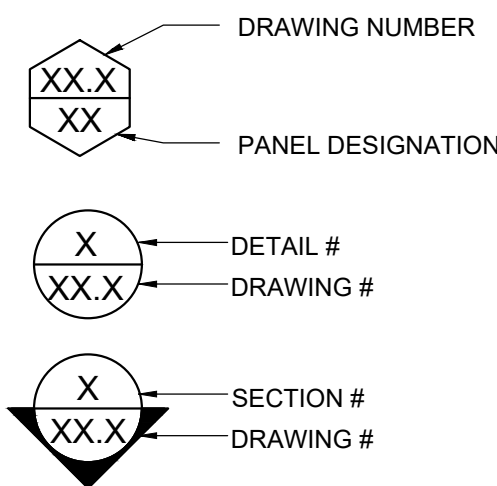 DRAWING NUMBER
XX.X
XX
PANEL DESIGNATION
X
DETAIL #
XX.X
DRAWING #
X
SECTION #
XX.X
DRAWING #